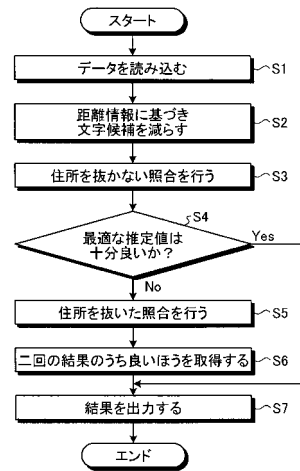 スタート
データを読み込む
S1
距離情報に基づき
文字候補を減らす
S2
住所を抜かない照合を行う
S3
S4
最適な推定値は
十分良いか？
Yes
No
住所を抜いた照合を行う
S5
二回の結果のうち良いほうを取得する
S6
結果を出力する
S7
エンド